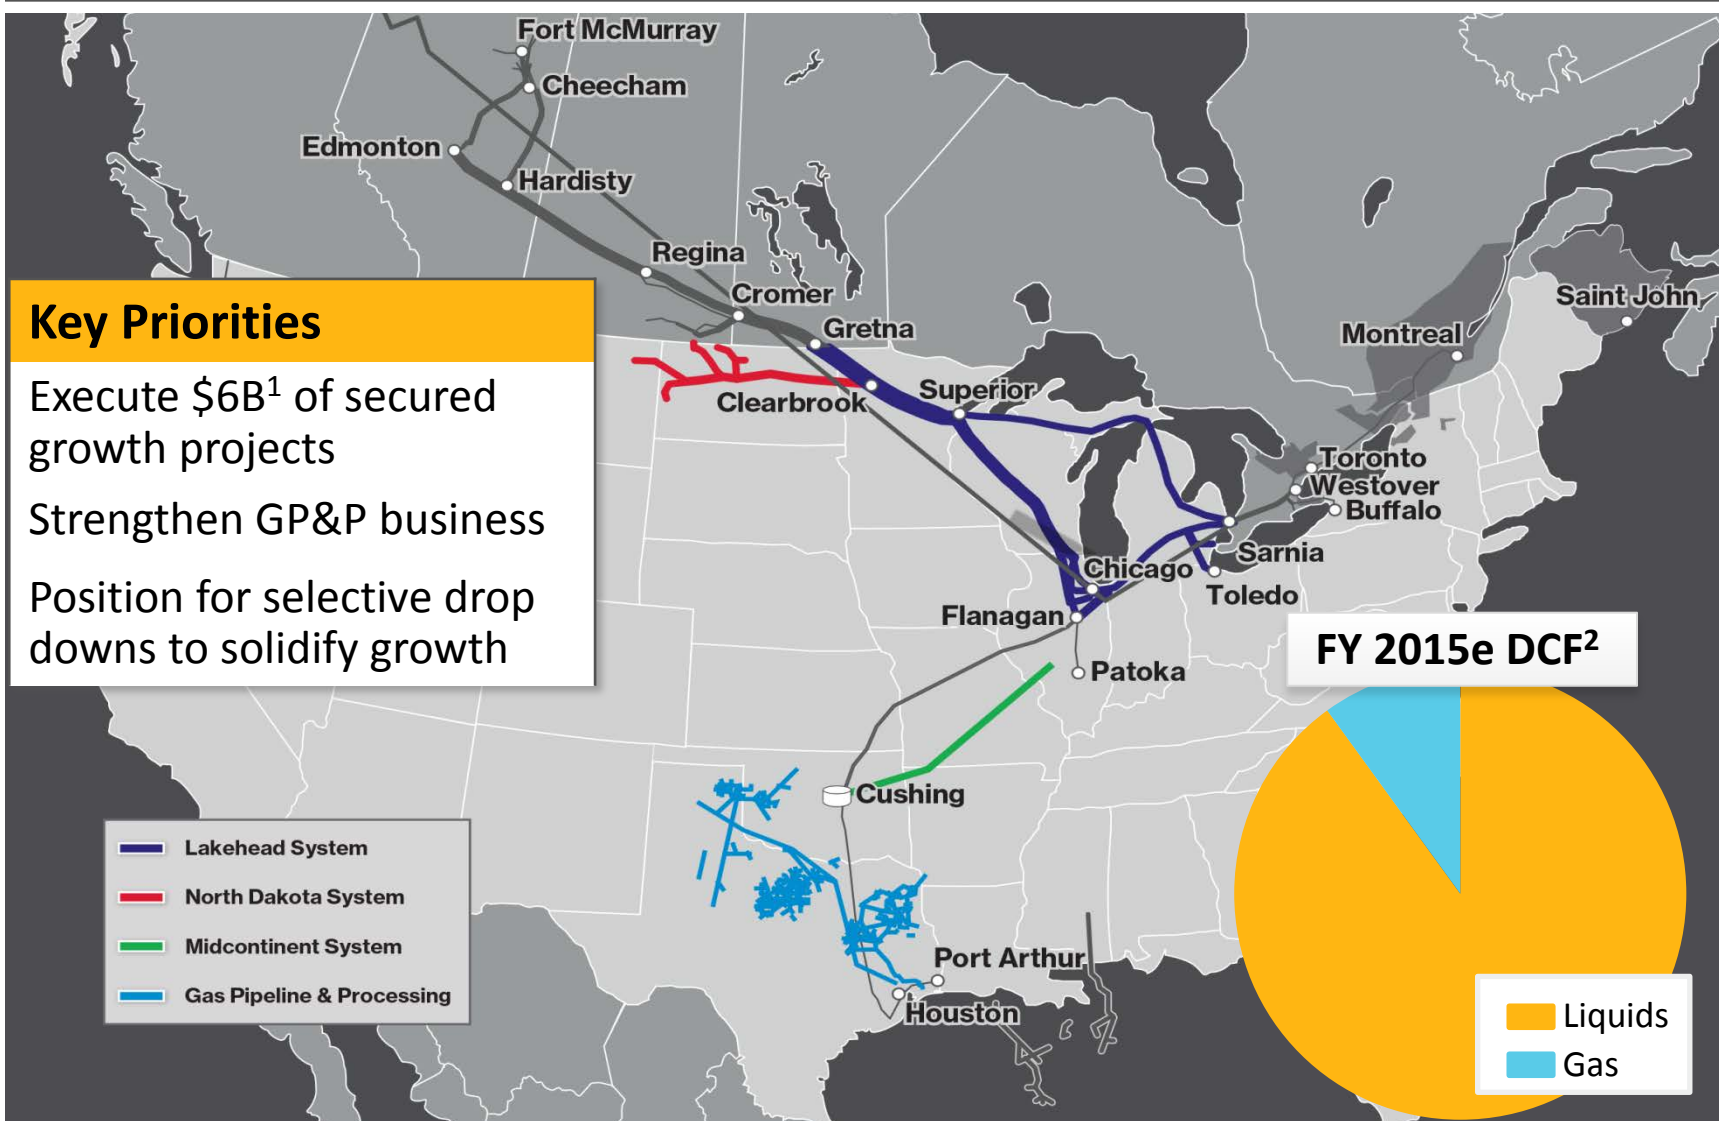 Fort McMurray
Cheecham
Edmonton
Hardisty
Regina
Cromer
Gretna
Saint John
Montreal
Clearbrook
Superior
Toronto
Westover
Buffalo
Sarnia
Chicago
Toledo
Flanagan
Patoka
Cushing
Port Arthur
Houston
Key Priorities
Execute $6B¹ of secured
growth projects
Strengthen GP&P business
Position for selective drop
downs to solidify growth
Lakehead System
North Dakota System
Midcontinent System
Gas Pipeline & Processing
FY 2015e DCF²
Liquids
Gas